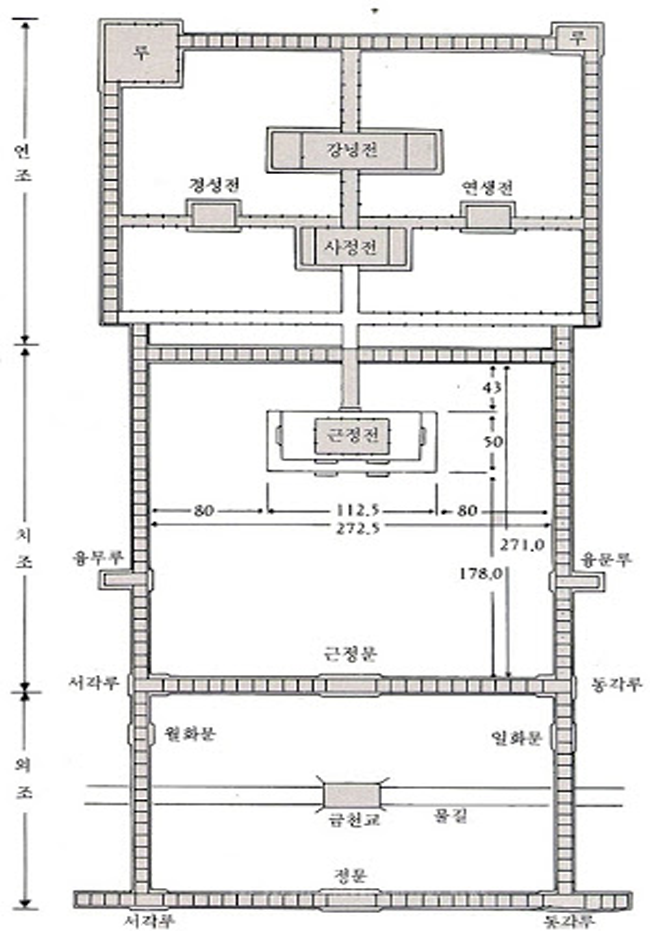 루
루
연
조
강녕전
경성전
연생전
사정전
43
근정전
50
80
112.5
80
272.5
치
조
271.0
융무루
178.0
융문루
근정문
서각루
동각루
월화문
일화문
외
조
금천교
물길
정문
서각루
동각루